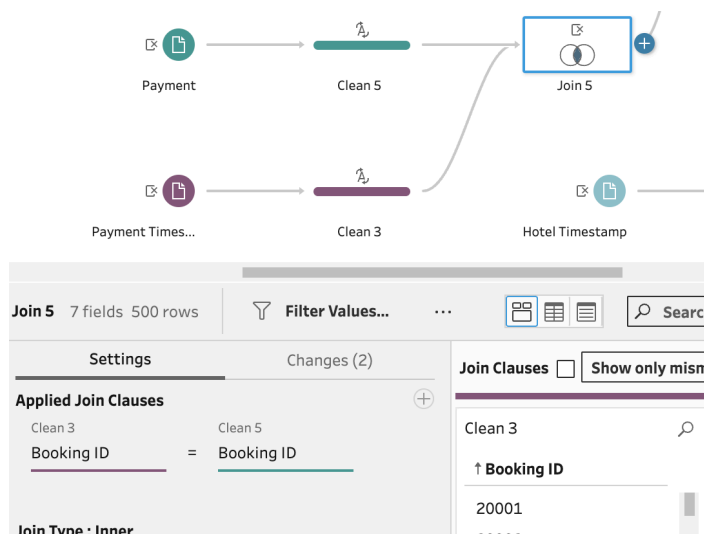 Payment
Clean 5
Join 5
Payment Times...
Clean 3
Hotel Timestamp
Join 5 7 fields 500 rows
Filter Values...
Searc
Settings
Changes (2)
Join Clauses
Show only mism
Applied Join Clauses
Clean 3
Clean 5
Booking ID = Booking ID
Clean 3
Booking ID
20001
Join Type : Inner